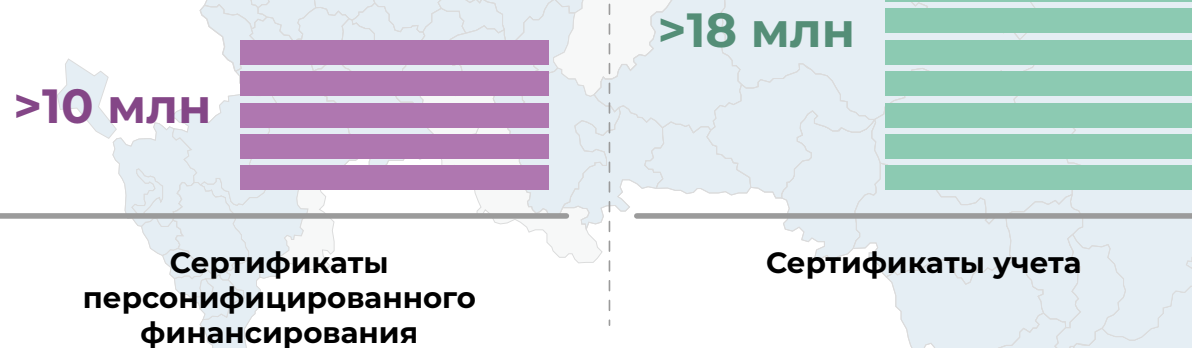 >10 млн
Сертификаты
персонифицированного
финансирования
>18 млн
Сертификаты учета